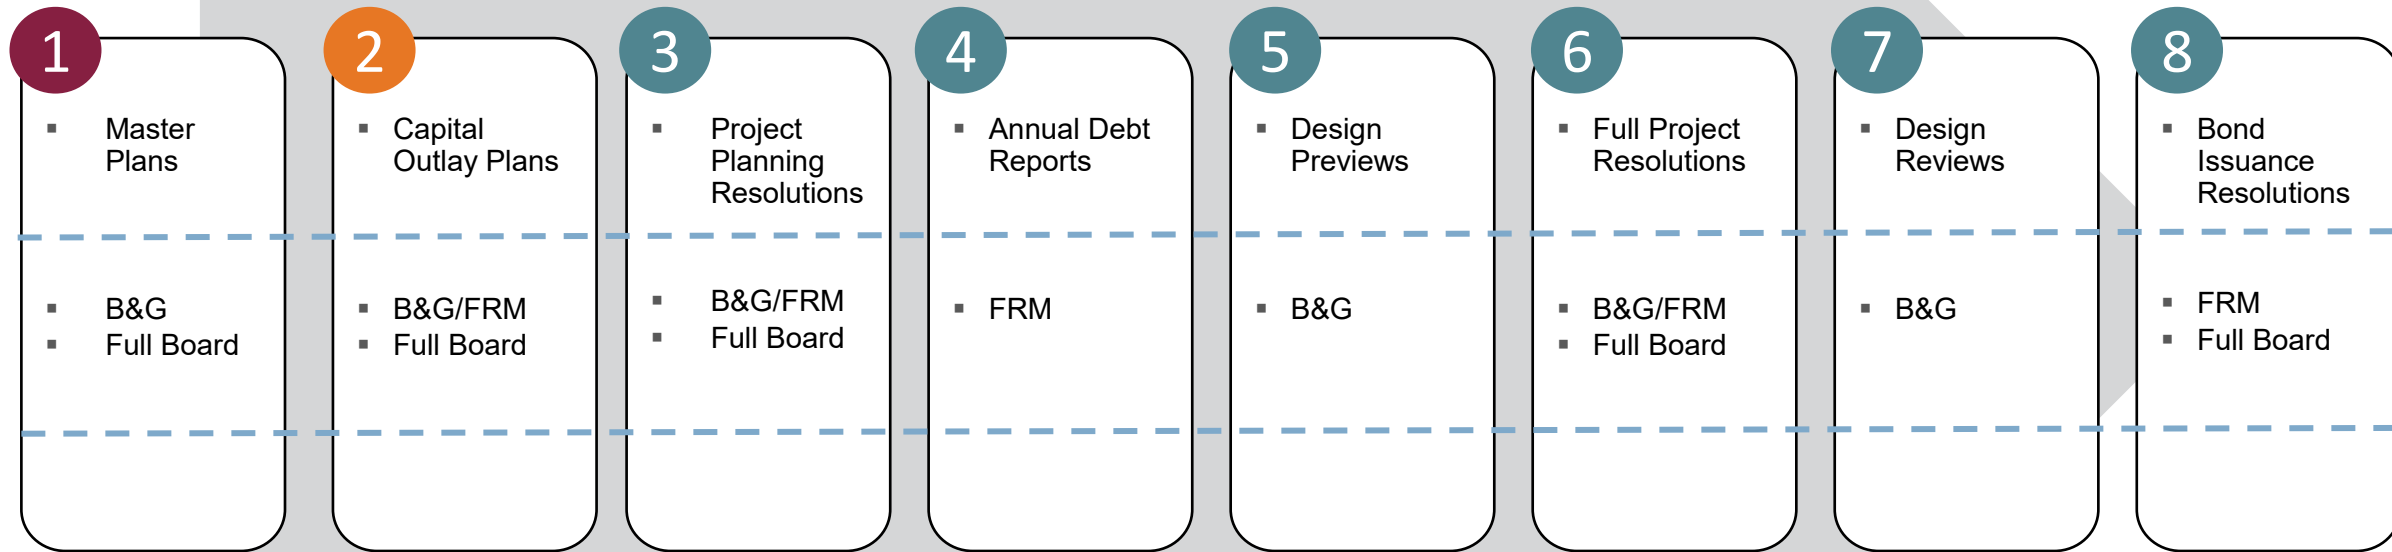 1
Master
Plans
B&G
Full Board
2
Capital
Outlay Plans
B&G/FRM
Full Board
3
Project
Planning
Resolutions
B&G/FRM
Full Board
4
Annual Debt
Reports
FRM
5
Design
Previews
B&G
6
Full Project
Resolutions
B&G/FRM
Full Board
7
Design
Reviews
B&G
8
Bond
Issuance
Resolutions
FRM
Full Board